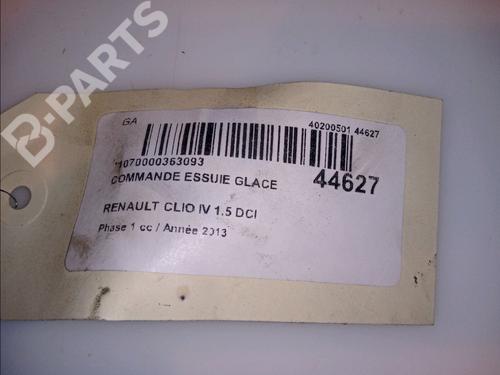 B-PARTS
GA
40200501 44627
*1070000363093
COMMANDE ESSUIE GLACE
44627
RENAULT CLIO IV 1.5 DCI
Phase 1 cc / Année 2013